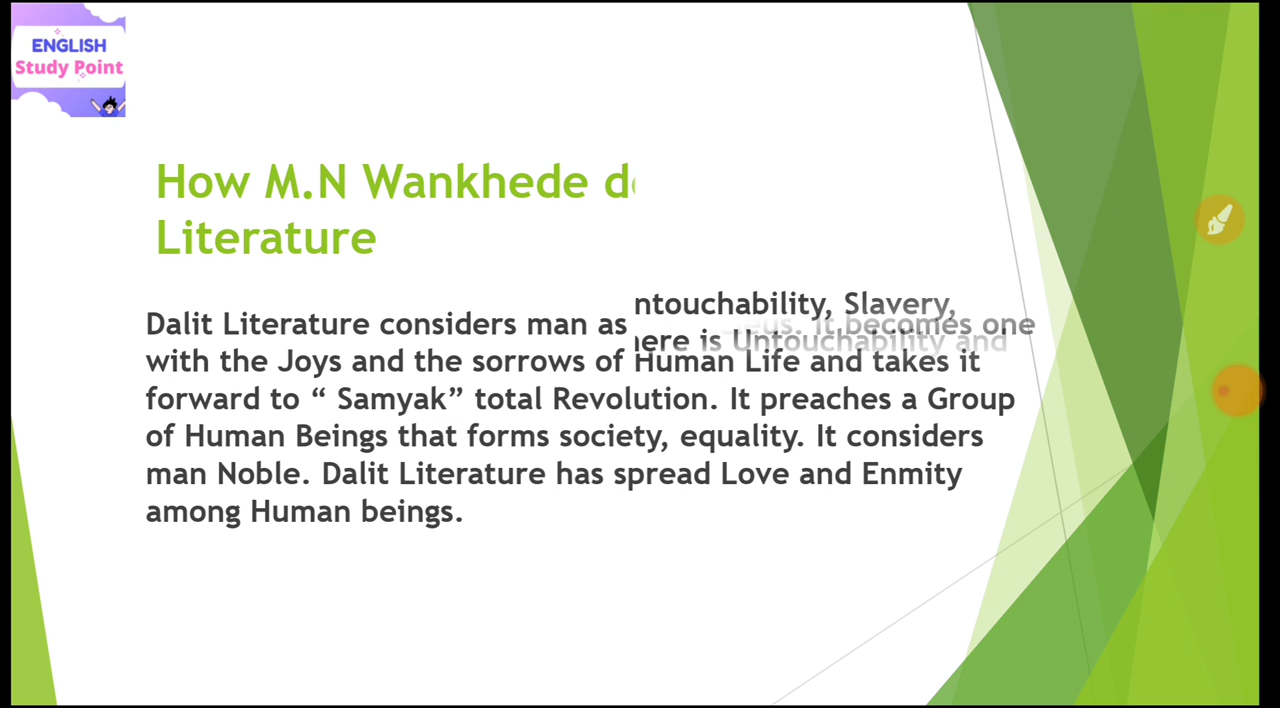 ENGLISH
Study Point
How M.N Wankhede
Literature
ntouchability, Slavery,
Dalit Literature considers man as It becomes one
is Untouchability and
with the Joys and the sorrows of Human Life and takes it
forward to “ Samyak” total Revolution. It preaches a Group
of Human Beings that forms society, equality. It considers
man Noble. Dalit Literature has spread Love and Enmity
among Human beings.